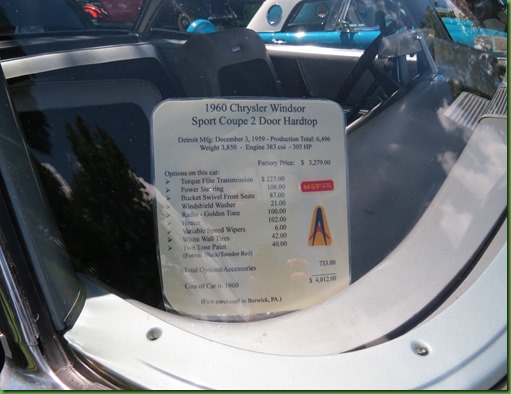 1960 Chrysler Windsor
Sport Coupe 2 Door Hardtop
Detroit Mfg: December 3, 1959 - Production Total: 6,496
Weight 3,850 - Engine 383 cui - 305 HP
Factory Price: $ 3,279.00
Options on this car:
Torque Flite Transmission $ 227.00
Power Steering 108.00
Bucket Swivel Front Seats 87.00
Windshield Washer 21.00
Radio - Golden Tone 100.00
Heater 102.00
Variable Speed Wipers 6.00
White Wall Tires 42.00
Two Tone Paint 40.00
(Formal Black/Toreador Red)
Total Options/Accessories 733.00
Cost of Car in 1960 $ 4,012.00
(First purchased in Berwick, PA.)